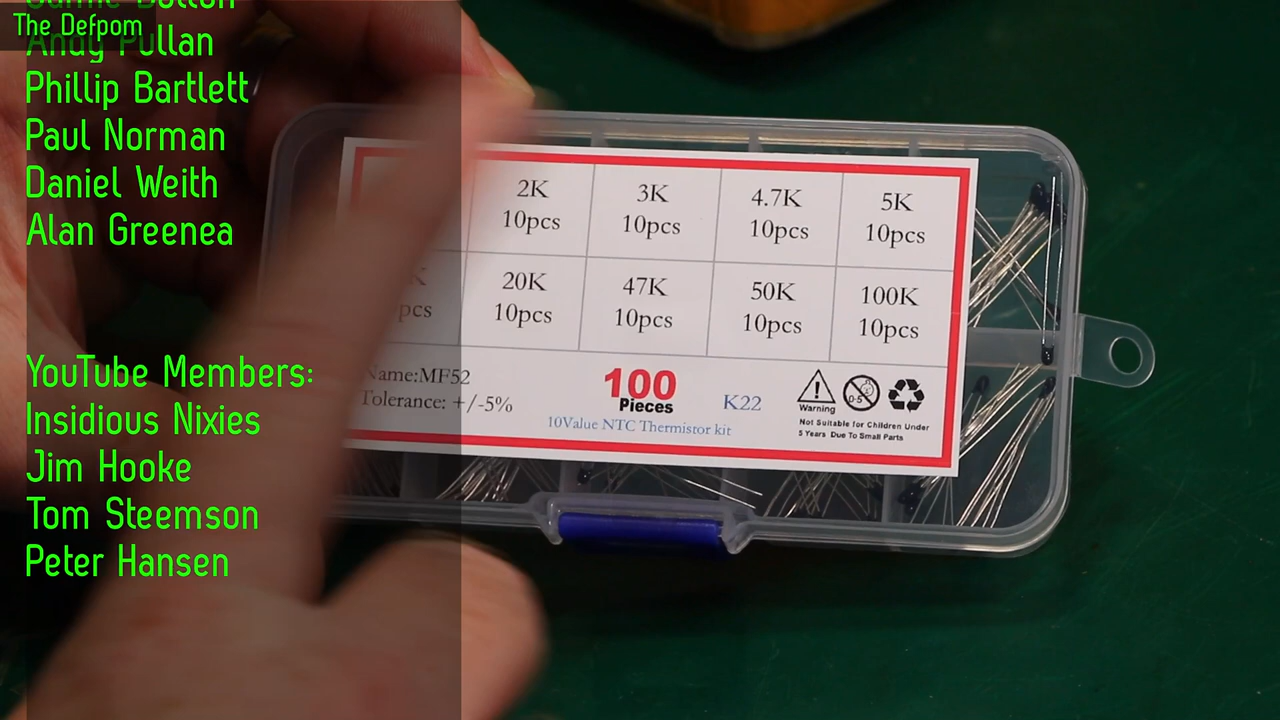 The Defpom
Andy Pullan
Phillip Bartlett
Paul Norman
Daniel Weith
Alan Greenea
YouTube Members:
Insidious Nixies
Jim Hooke
Tom Steemson
Peter Hansen
2K 3K 4.7K 5K
10pcs 10pcs 10pcs 10pcs
20K 47K 50K 100K
pcs 10pcs 10pcs 10pcs 10pcs
Name:MF52
Tolerance: +/-5%
100
Pieces
10Value NTC Thermistor kit
K22
0-5
Warning
Not Suitable for Children Under
5 Years Due To Small Parts